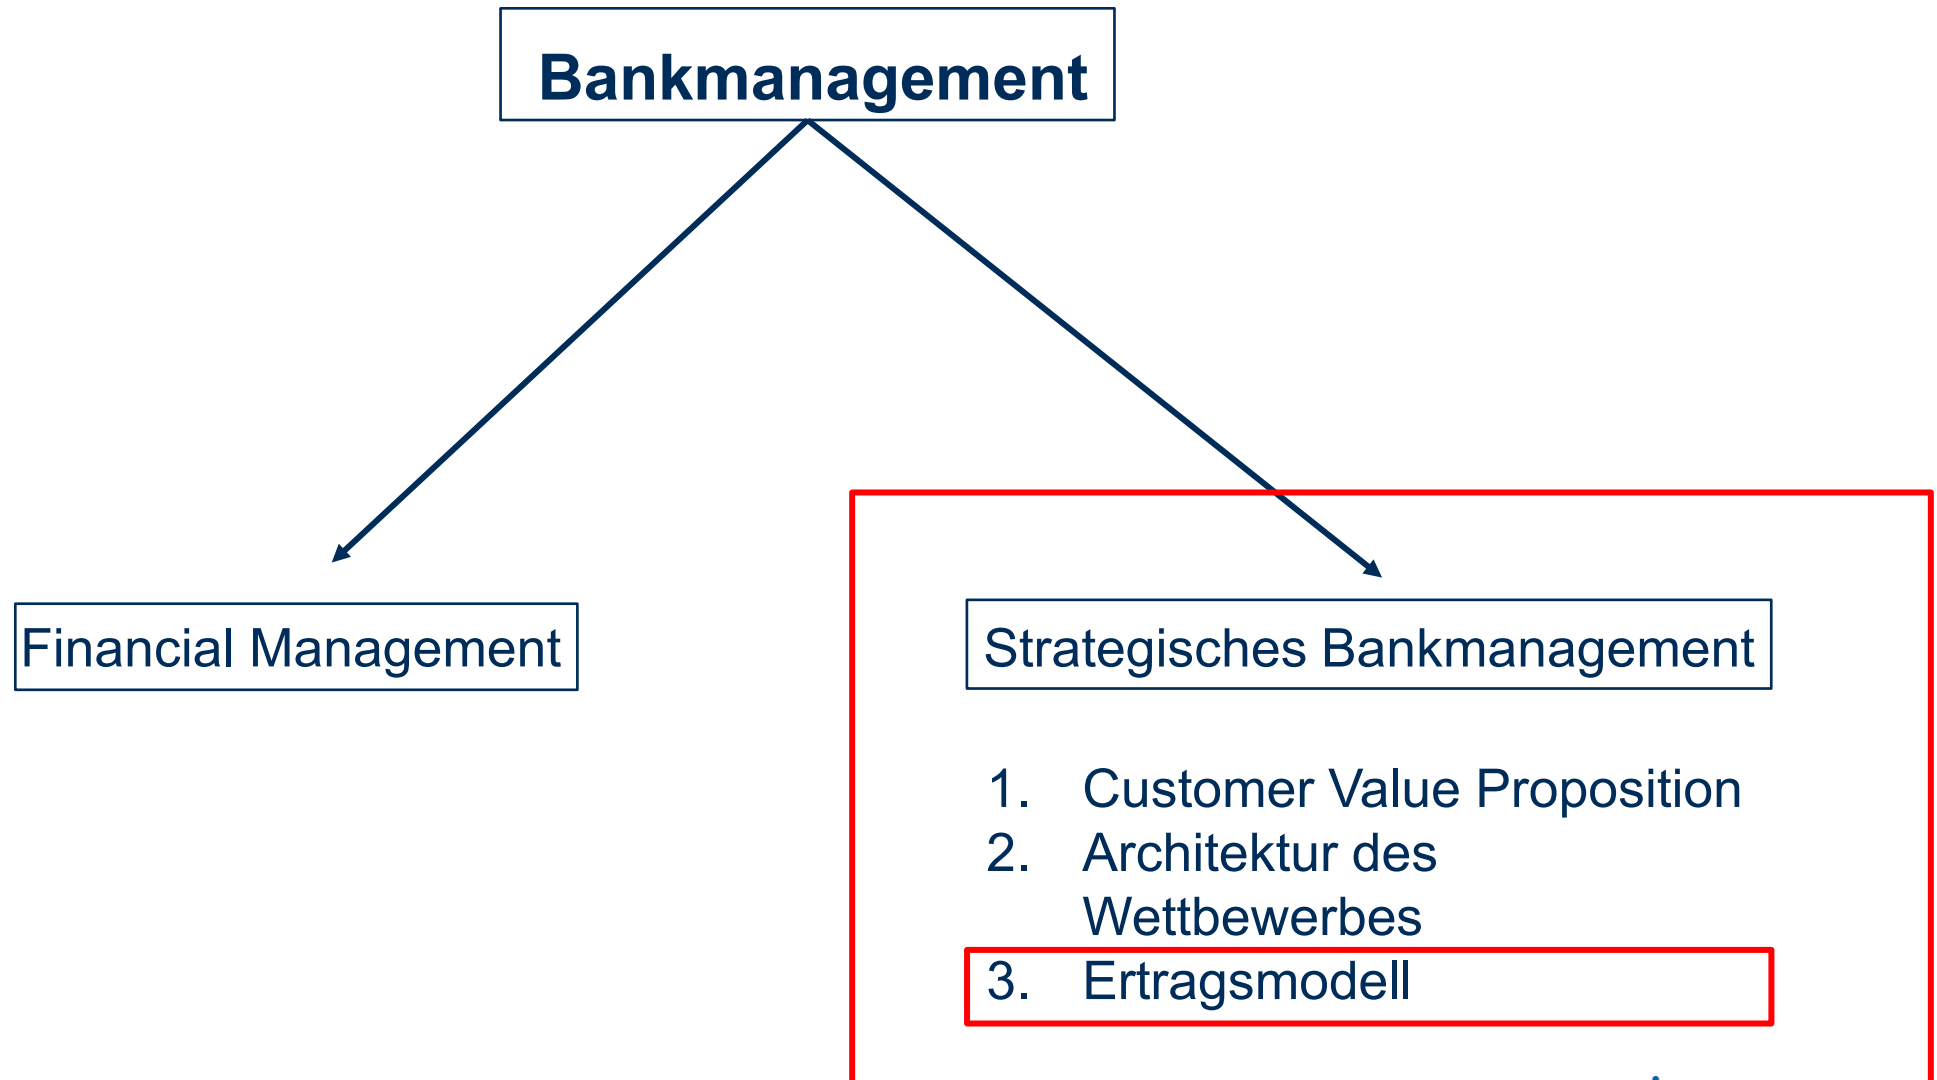 Bankmanagement
Financial Management
Strategisches Bankmanagement
1. Customer Value Proposition
2. Architektur des
Wettbewerbes
3. Ertragsmodell